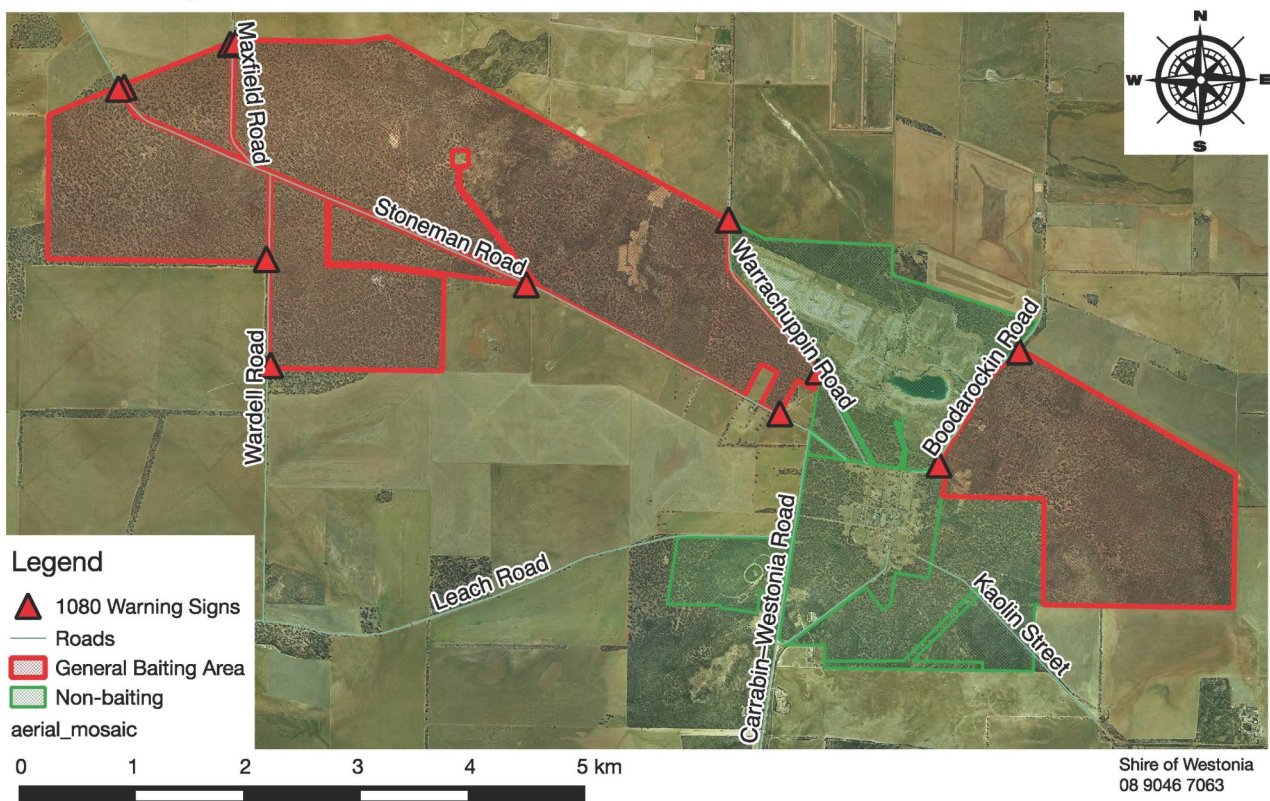 N
W
E
S
Maxfield Road
Stoneman Road
Warrachuppin Road
Boodarockin Road
Wardell Road
Leach Road
Carrabin–Westonia Road
Kaolin Street
Legend
1080 Warning Signs
Roads
General Baiting Area
Non-baiting
aerial_mosaic
0 1 2 3 4 5 km
Shire of Westonia
08 9046 7063